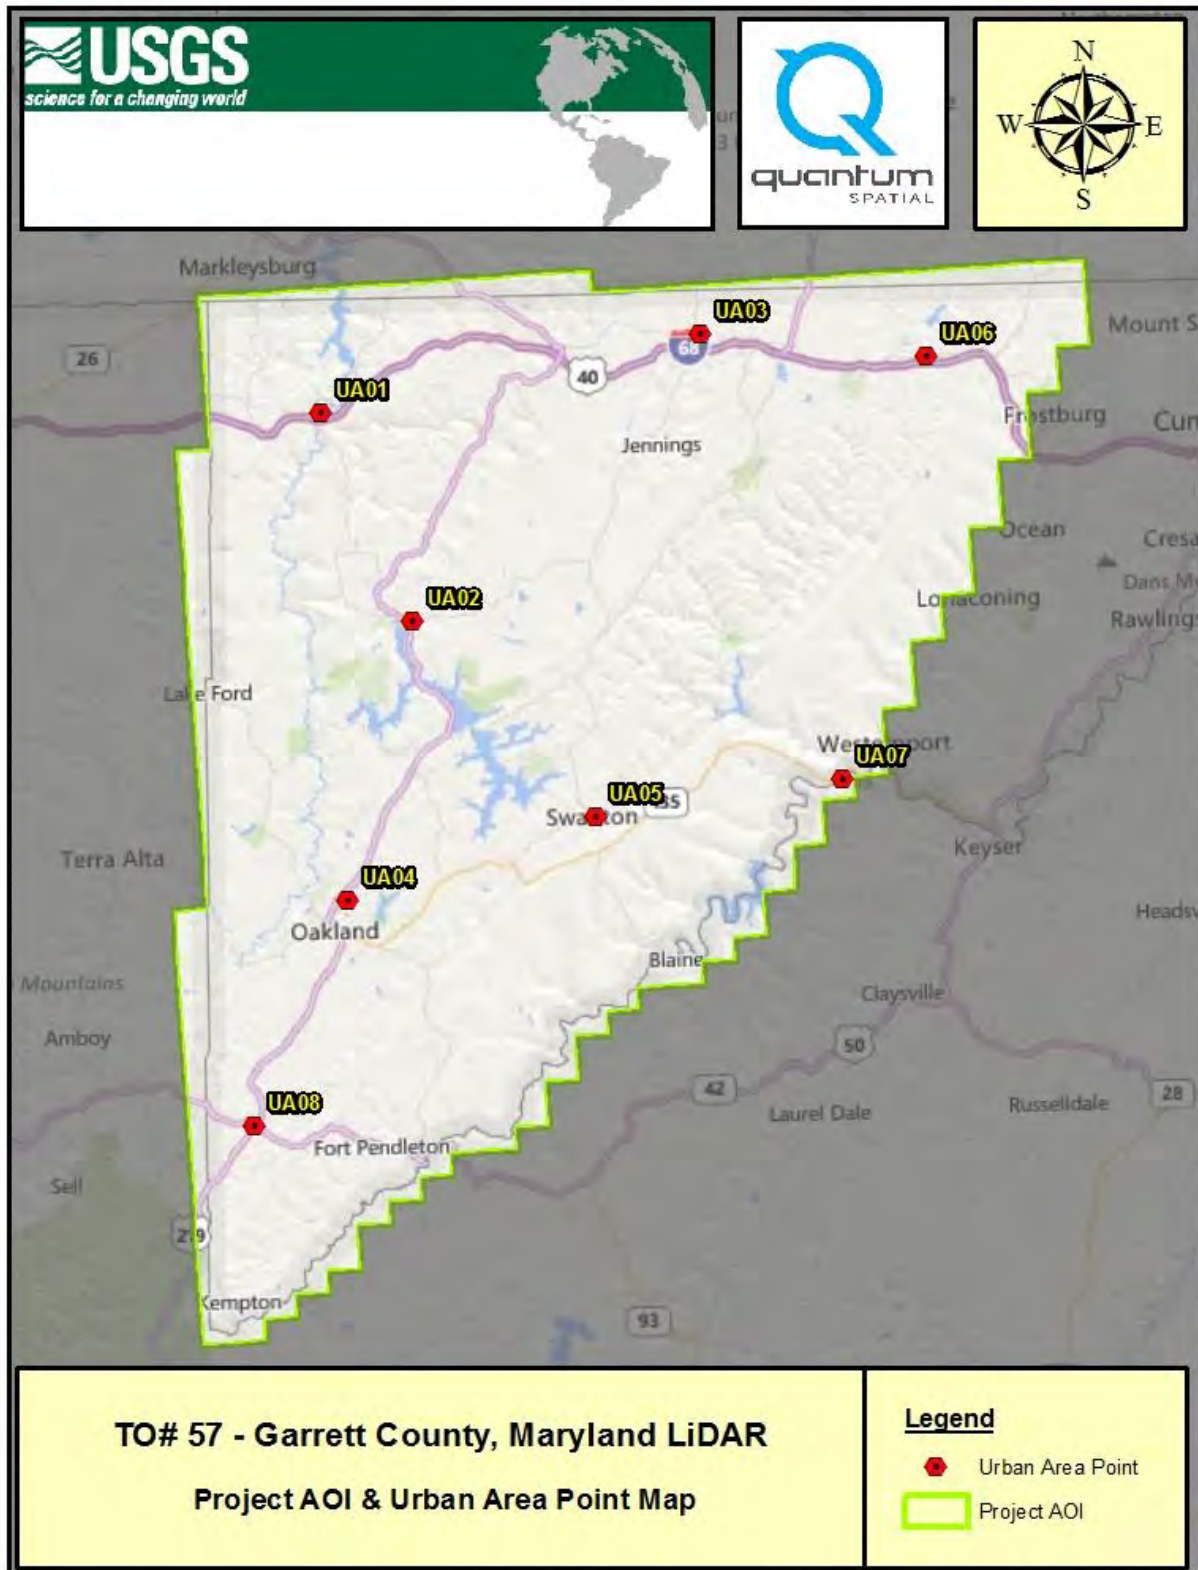 USGS
science for a changing world
quantum
SPATIAL
N
W
E
S
Markleysburg
UA03
UA06
Mount S
26
68
40
UA01
Frostburg
Cum
Jennings
Ocean
Cresa
Dans M
UA02
Lonaconing
Rawlings
Lake Ford
Westernport
UA07
UA05
135
Swanton
Keyser
Terra Alta
UA04
Oakland
Headsv
Blaine
Mountains
Claysville
Amboy
50
42
28
UA08
Laurel Dale
Russelldale
Fort Pendleton
Sell
219
Kempton
93
TO# 57 - Garrett County, Maryland LiDAR
Project AOI & Urban Area Point Map
Legend
Urban Area Point
Project AOI